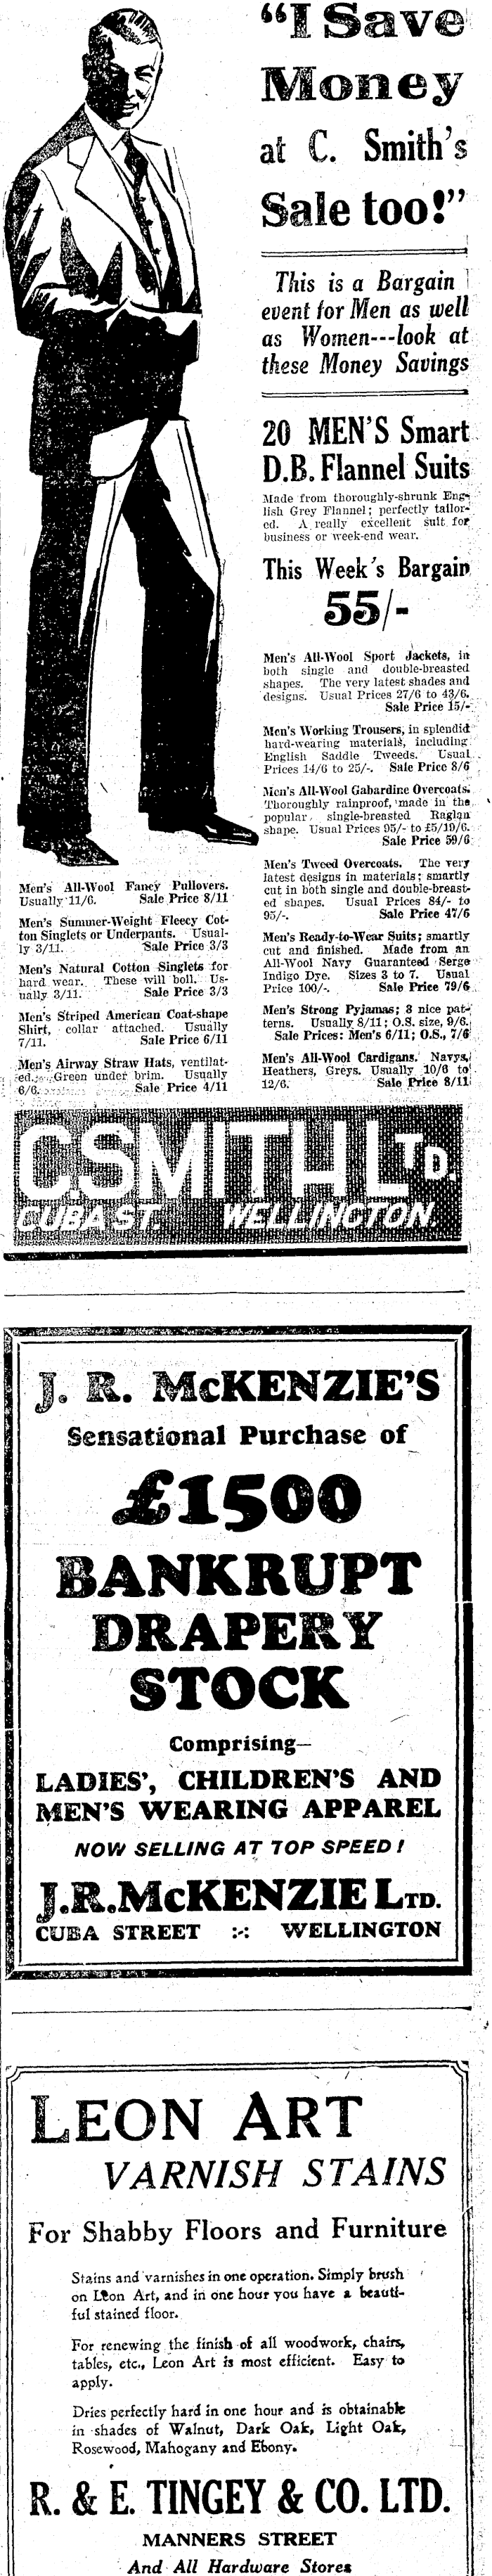 “I Save
Money
at C. Smith's
Sale too!”
This is a Bargain
event for Men as well
as Women---look at
these Money Savings
20 MEN'S Smart
D.B. Flannel Suits
Made from thoroughly-shrunk Eng-
lish Grey Flannel; perfectly tailor-
ed. A really excellent suit for
business or week-end wear.
This Week's Bargain
55/-
Men's All-Wool Sport Jackets, in
both single and double-breasted
shapes. The very latest shades and
designs. Usual Prices 27/6 to 43/6.
Sale Price 15/-
Men's Working Trousers, in splendid
hard-wearing materials, including
English Saddle Tweeds. Usual
Prices 14/6 to 25/-. Sale Price 8/6
Men's All-Wool Gabardine Overcoats.
Thoroughly rainproof, made in the
popular single-breasted Raglan
shape. Usual Prices 95/- to £5/19/6.
Sale Price 59/6
Men's Tweed Overcoats. The very
latest designs in materials; smartly
cut in both single and double-breast-
ed shapes. Usual Prices 84/- to
95/-. Sale Price 47/6
Men's Ready-to-Wear Suits; smartly
cut and finished. Made from an
All-Wool Navy Guaranteed Serge
Indigo Dye. Sizes 3 to 7. Usual
Price 100/-. Sale Price 79/6
Men's Strong Pyjamas; 3 nice pat-
terns. Usually 8/11; O.S. size, 9/6.
Sale Prices: Men's 6/11; O.S., 7/6
Men's All-Wool Cardigans. Navys,
Heathers, Greys. Usually 10/6 to
12/6. Sale Price 8/11
Men's All-Wool Fancy Pullovers.
Usually 11/6. Sale Price 8/11
Men's Summer-Weight Fleecy Cot-
ton Singlets or Underpants. Usual-
ly 3/11. Sale Price 3/3
Men's Natural Cotton Singlets for
hard wear. These will boil. Us-
ually 3/11. Sale Price 3/3
Men's Striped American Coat-shape
Shirt, collar attached. Usually
7/11. Sale Price 6/11
Men's Airway Straw Hats, ventilat-
ed. Green under brim. Usually
6/6. Sale Price 4/11
C SMITH LTD.
CUBA ST. WELLINGTON
J. R. McKENZIE'S
Sensational Purchase of
£1500
BANKRUPT
DRAPERY
STOCK
Comprising—
LADIES', CHILDREN'S AND
MEN'S WEARING APPAREL
NOW SELLING AT TOP SPEED!
J.R.McKENZIE LTD.
CUBA STREET :-: WELLINGTON
LEON ART
VARNISH STAINS
For Shabby Floors and Furniture
Stains and varnishes in one operation. Simply brush
on Leon Art, and in one hour you have a beauti-
ful stained floor.
For renewing the finish of all woodwork, chairs,
tables, etc., Leon Art is most efficient. Easy to
apply.
Dries perfectly hard in one hour and is obtainable
in shades of Walnut, Dark Oak, Light Oak,
Rosewood, Mahogany and Ebony.
R. & E. TINGEY & CO. LTD.
MANNERS STREET
And All Hardware Stores